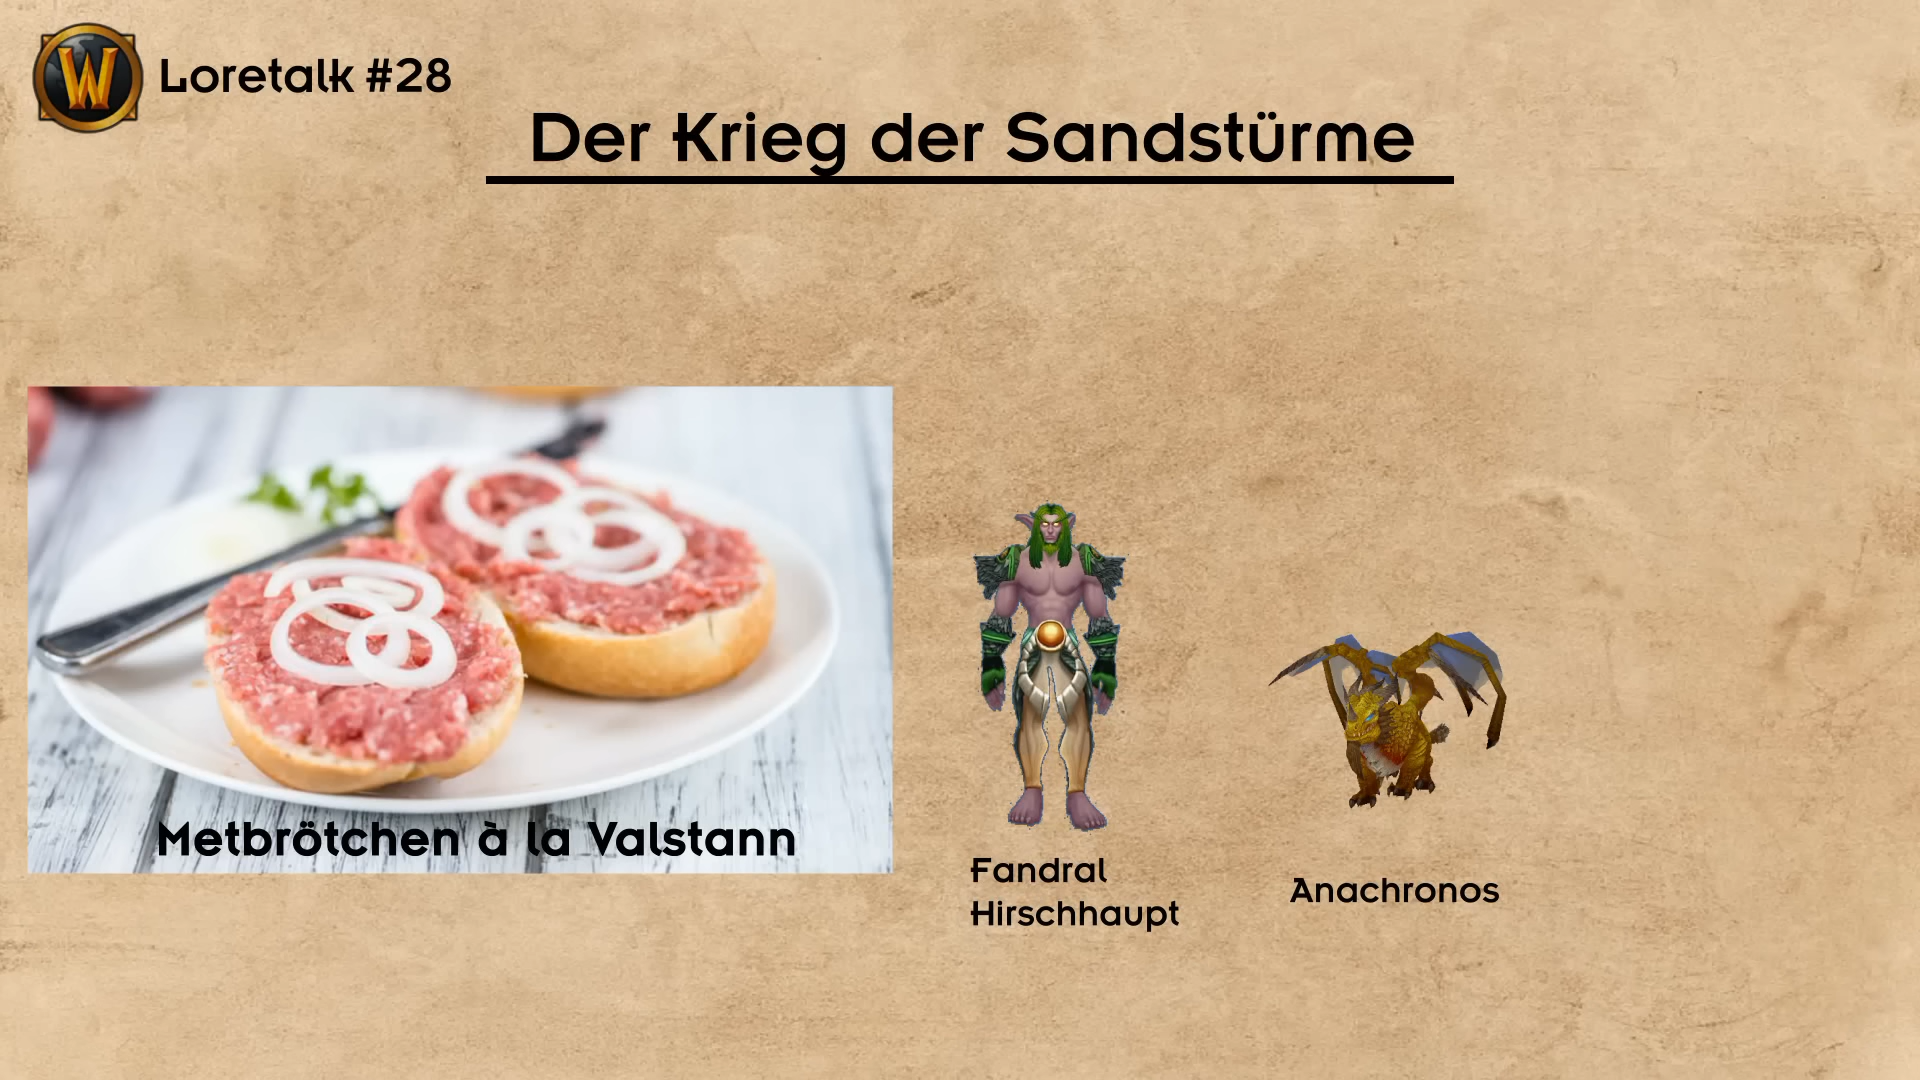 W
Loretalk #28
Der Krieg der Sandstürme
Metbrötchen à la Valstann
Fandral
Hirschhaupt
Anachronos